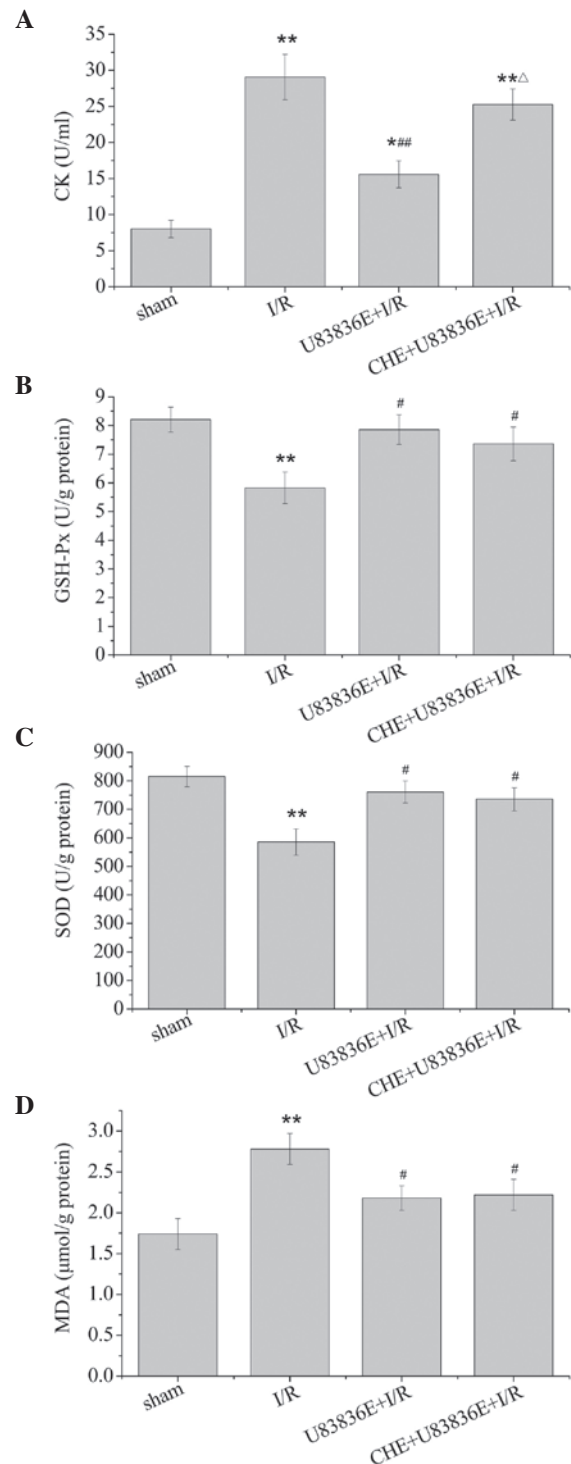 A
CK (U/ml)
35
30
25
20
15
10
5
0
**
*##
**△
sham
I/R
U83836E+I/R
CHE+U83836E+I/R
B
GSH-Px (U/g protein)
9
8
7
6
5
4
3
2
1
0
**
#
#
sham
I/R
U83836E+I/R
CHE+U83836E+I/R
C
SOD (U/g protein)
900
800
700
600
500
400
300
200
100
0
**
#
#
sham
I/R
U83836E+I/R
CHE+U83836E+I/R
D
MDA (μmol/g protein)
3.0
2.5
2.0
1.5
1.0
0.5
0.0
**
#
#
sham
I/R
U83836E+I/R
CHE+U83836E+I/R